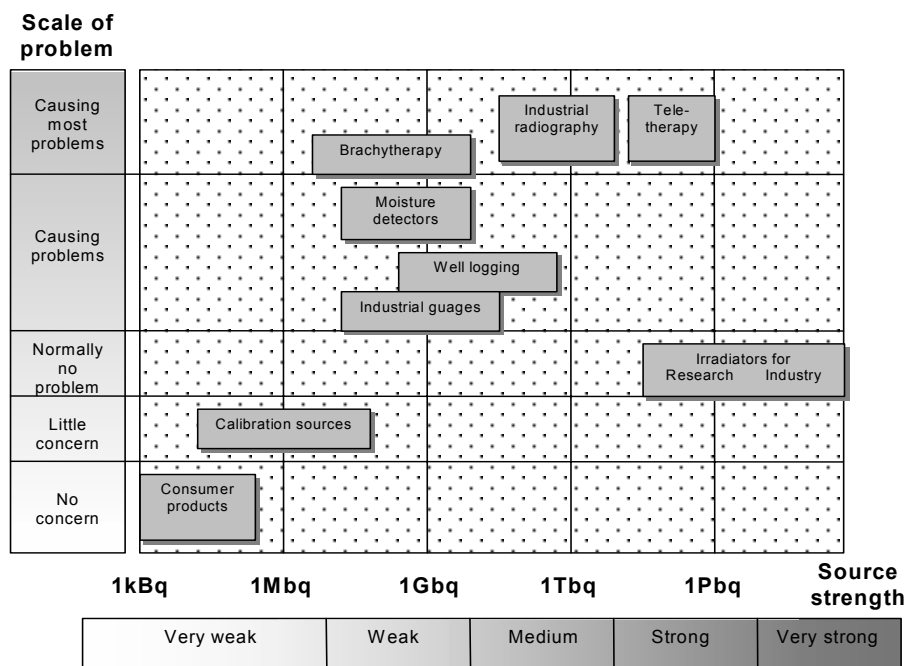 Scale of
problem
Causing
most
problems
Industrial
radiography
Tele-
therapy
Brachytherapy
Causing
problems
Moisture
detectors
Well logging
Industrial guages
Normally
no
problem
Irradiators for
Research Industry
Little
concern
Calibration sources
No
concern
Consumer
products
1kBq 1Mbq 1Gbq 1Tbq 1Pbq
Source
strength
Very weak Weak Medium Strong Very strong